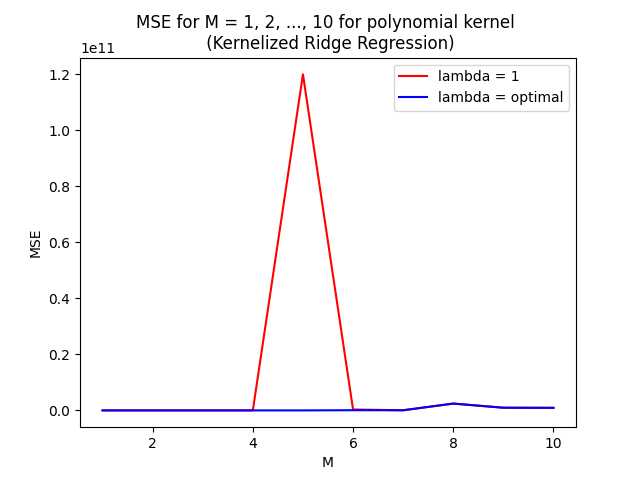 MSE for M = 1, 2, ..., 10 for polynomial kernel
(Kernelized Ridge Regression)
1e11
lambda = 1
lambda = optimal
1.2
1.0
0.8
0.6
0.4
0.2
0.0
MSE
2 4 6 8 10
M